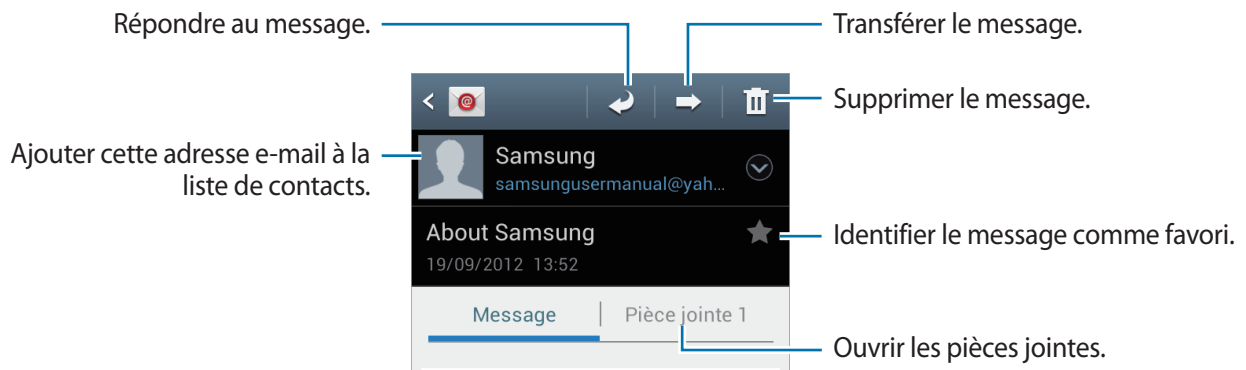 Répondre au message.
Transférer le message.
Supprimer le message.
Ajouter cette adresse e-mail à la
liste de contacts.
Samsung
samsungusermanual@yah...
About Samsung
19/09/2012 13:52
Identifier le message comme favori.
Message
Pièce jointe 1
Ouvrir les pièces jointes.